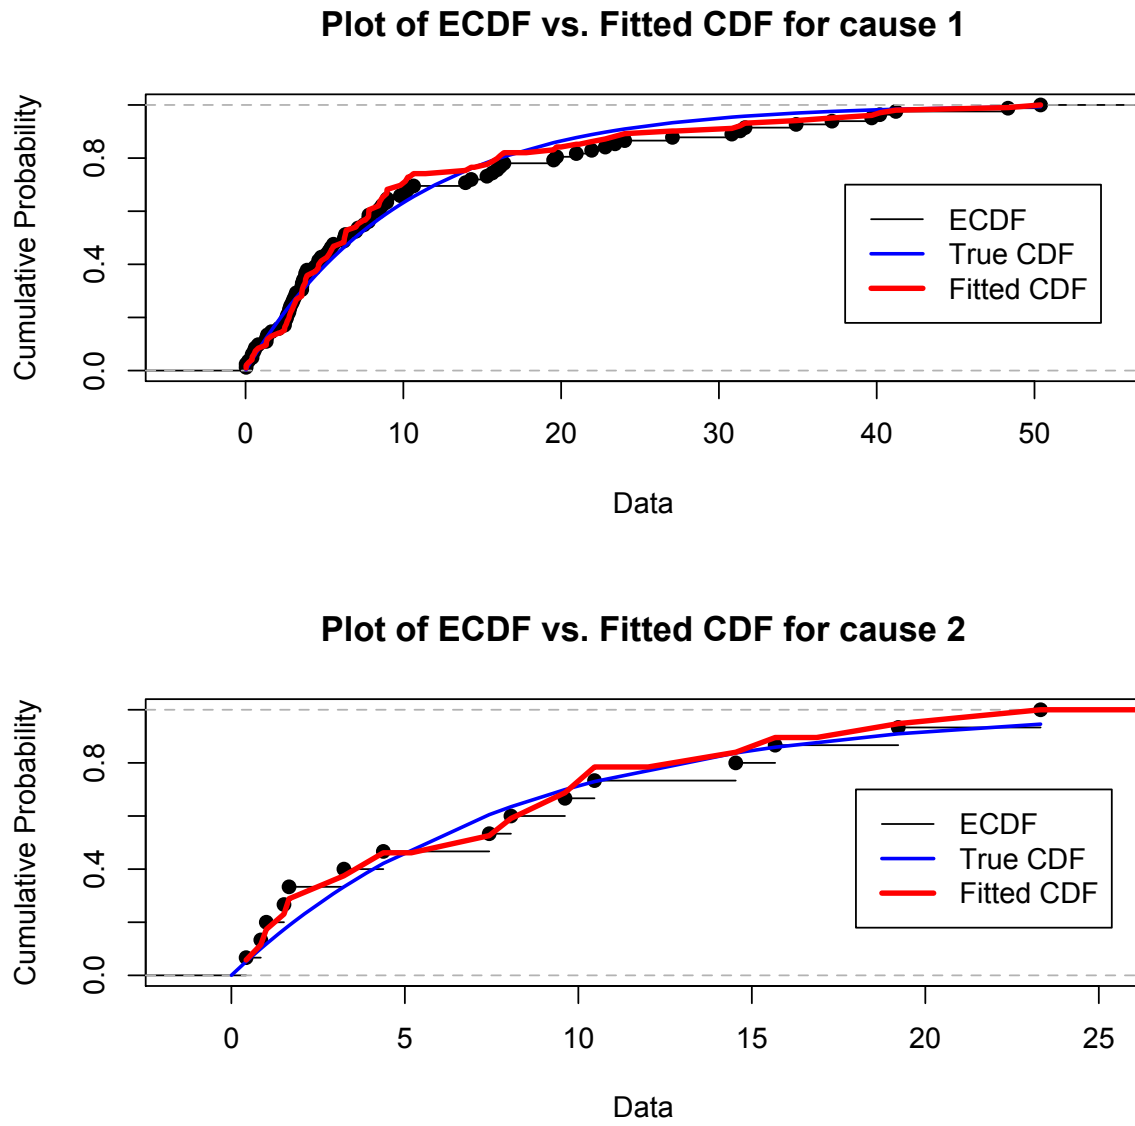 Plot of ECDF vs. Fitted CDF for cause 1
Cumulative Probability
0.0 0.4 0.8
ECDF
True CDF
Fitted CDF
0 10 20 30 40 50
Data
Plot of ECDF vs. Fitted CDF for cause 2
Cumulative Probability
0.0 0.4 0.8
ECDF
True CDF
Fitted CDF
0 5 10 15 20 25
Data